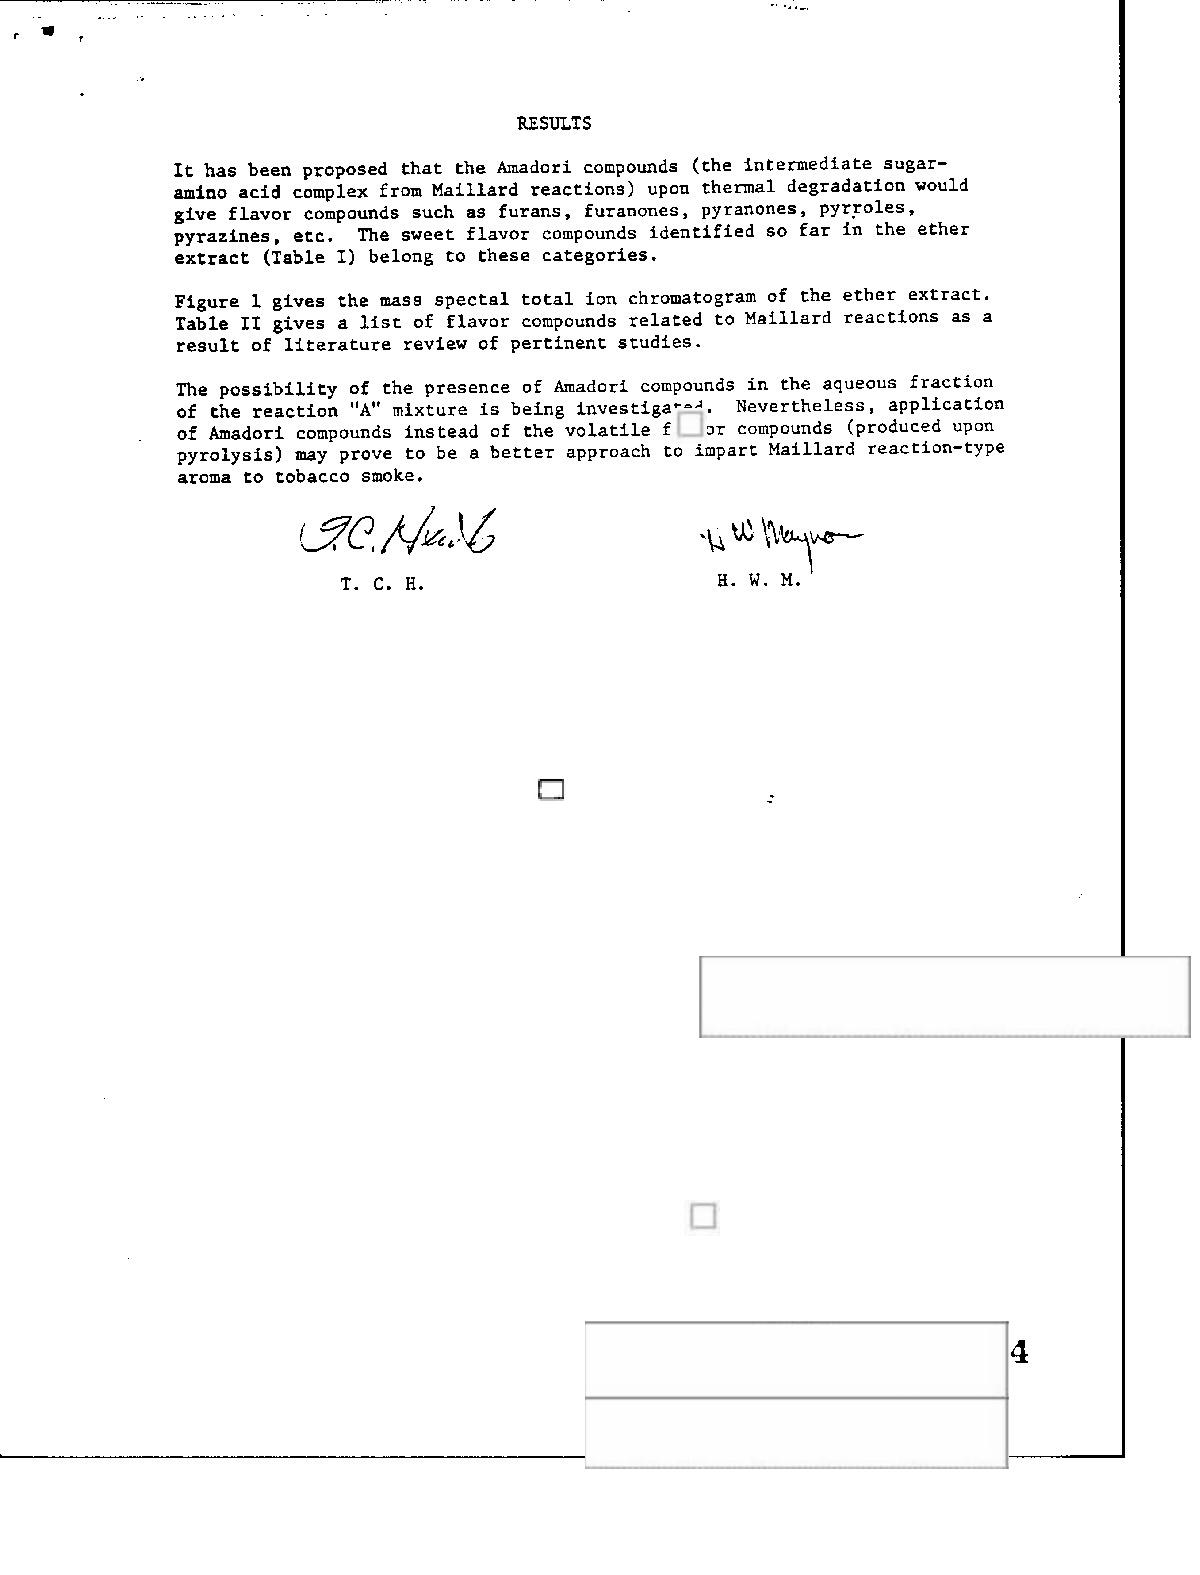 RESULTS
It has been proposed that the Amadori compounds (the intermediate sugar-
amino acid complex from Maillard reactions) upon thermal degradation would
give flavor compounds such as furans, furanones, pyranones, pyrroles,
pyrazines, etc. The sweet flavor compounds identified so far in the ether
extract (Table I) belong to these categories.
Figure 1 gives the mass spectal total ion chromatogram of the ether extract.
Table II gives a list of flavor compounds related to Maillard reactions as a
result of literature review of pertinent studies.
The possibility of the presence of Amadori compounds in the aqueous fraction
of the reaction "A" mixture is being investigated. Nevertheless, application
of Amadori compounds instead of the volatile f or compounds (produced upon
pyrolysis) may prove to be a better approach to impart Maillard reaction-type
aroma to tobacco smoke.
T. C. H. H. W. M.
4